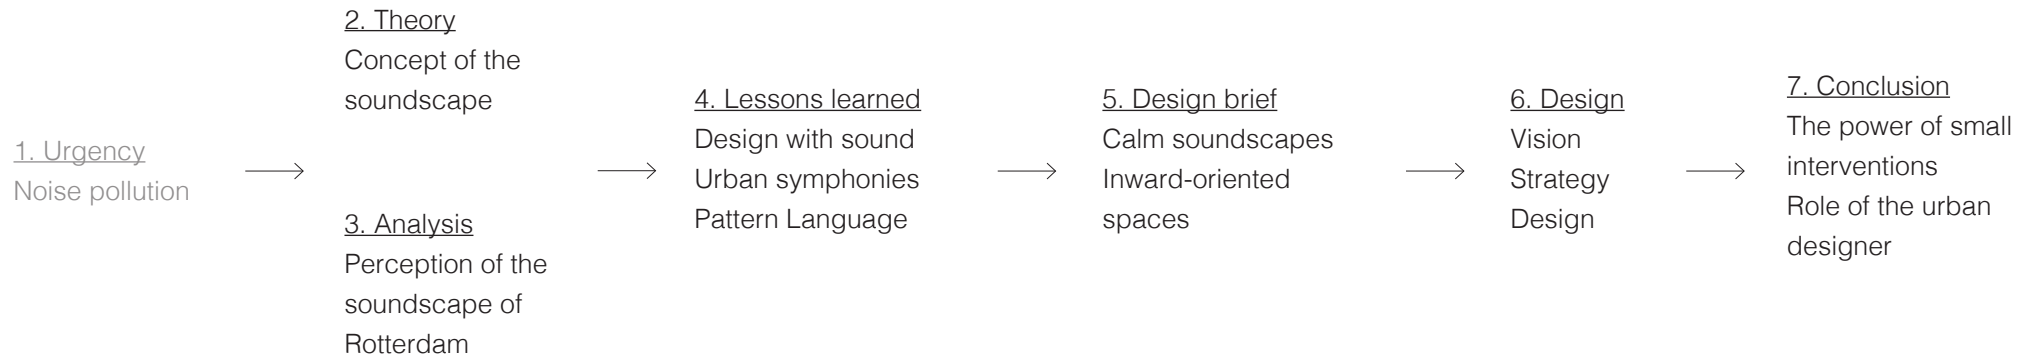 1. Urgency
Noise pollution
2. Theory
Concept of the
soundscape
3. Analysis
Perception of the
soundscape of
Rotterdam
4. Lessons learned
Design with sound
Urban symphonies
Pattern Language
5. Design brief
Calm soundscapes
Inward-oriented
spaces
6. Design
Vision
Strategy
Design
7. Conclusion
The power of small
interventions
Role of the urban
designer